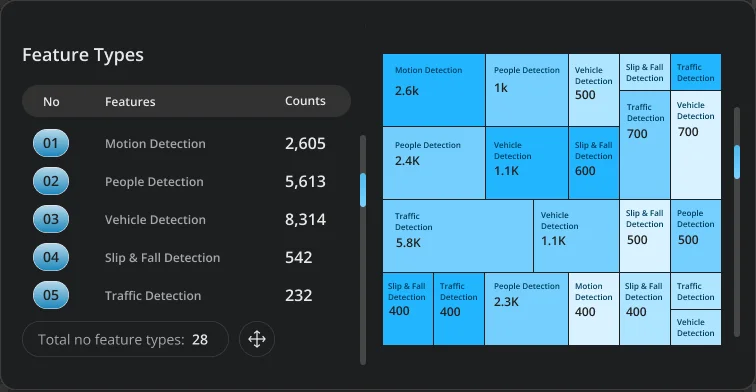 Feature Types
No Features Counts
01 Motion Detection 2,605
02 People Detection 5,613
03 Vehicle Detection 8,314
04 Slip & Fall Detection 542
05 Traffic Detection 232
Total no feature types: 28
Motion Detection
2.6k
People Detection
1k
Vehicle
Detection
500
Slip & Fall
Detection
Traffic
Detection
Traffic
Detection
700
Vehicle
Detection
700
People Detection
2.4K
Vehicle
Detection
1.1K
Slip & Fall
Detection
600
Traffic
Detection
5.8K
Vehicle
Detection
1.1K
Slip & Fall
Detection
500
People
Detection
500
Slip & Fall
Detection
400
Traffic
Detection
400
People Detection
2.3K
Motion
Detection
400
Slip & Fall
Detection
400
Traffic
Detection
Vehicle
Detection